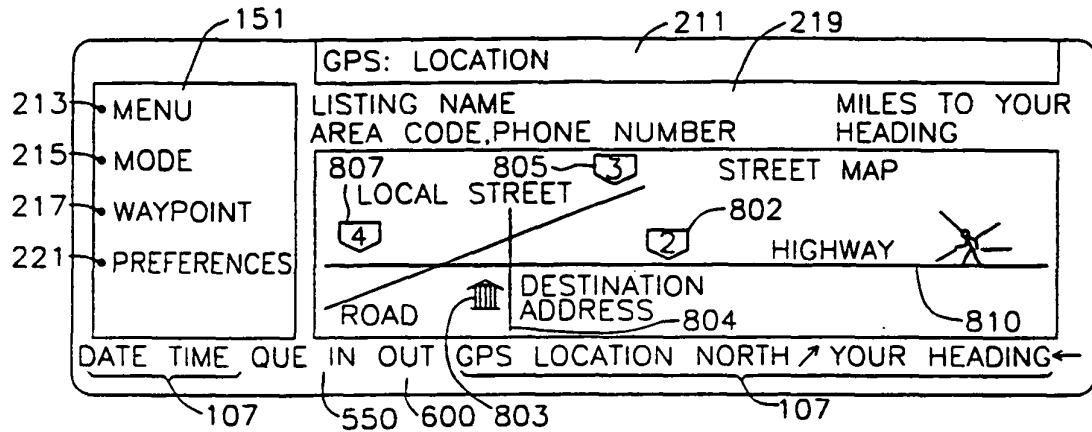 151
211
219
GPS: LOCATION
213 MENU
LISTING NAME
MILES TO YOUR
AREA CODE,PHONE NUMBER
HEADING
215 MODE
807
805
3
STREET MAP
LOCAL STREET
217 WAYPOINT
4
2
802
221 PREFERENCES
HIGHWAY
DESTINATION
ADDRESS
ROAD
804
810
DATE TIME QUE IN OUT GPS LOCATION NORTH↗YOUR HEADING←
107
550
600
803
107